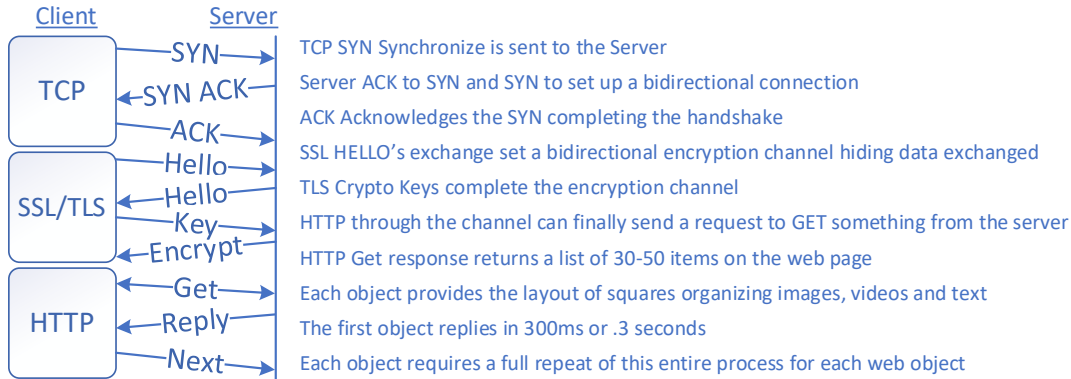 Client Server
SYN TCP SYN Synchronize is sent to the Server
TCP
SYN ACK Server ACK to SYN and SYN to set up a bidirectional connection
ACK ACK Acknowledges the SYN completing the handshake
Hello SSL HELLO’s exchange set a bidirectional encryption channel hiding data exchanged
SSL/TLS
Hello TLS Crypto Keys complete the encryption channel
Key HTTP through the channel can finally send a request to GET something from the server
Encrypt HTTP Get response returns a list of 30-50 items on the web page
Get Each object provides the layout of squares organizing images, videos and text
HTTP
Reply The first object replies in 300ms or .3 seconds
Next Each object requires a full repeat of this entire process for each web object